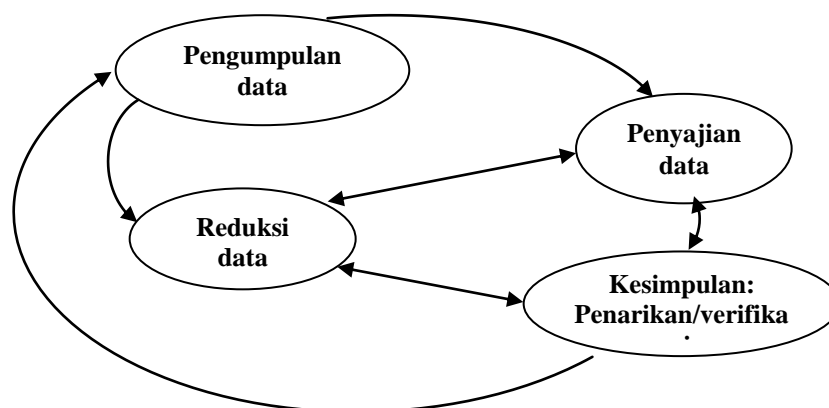 Pengumpulan
data
Penyajian
data
Reduksi
data
Kesimpulan:
Penarikan/verifika